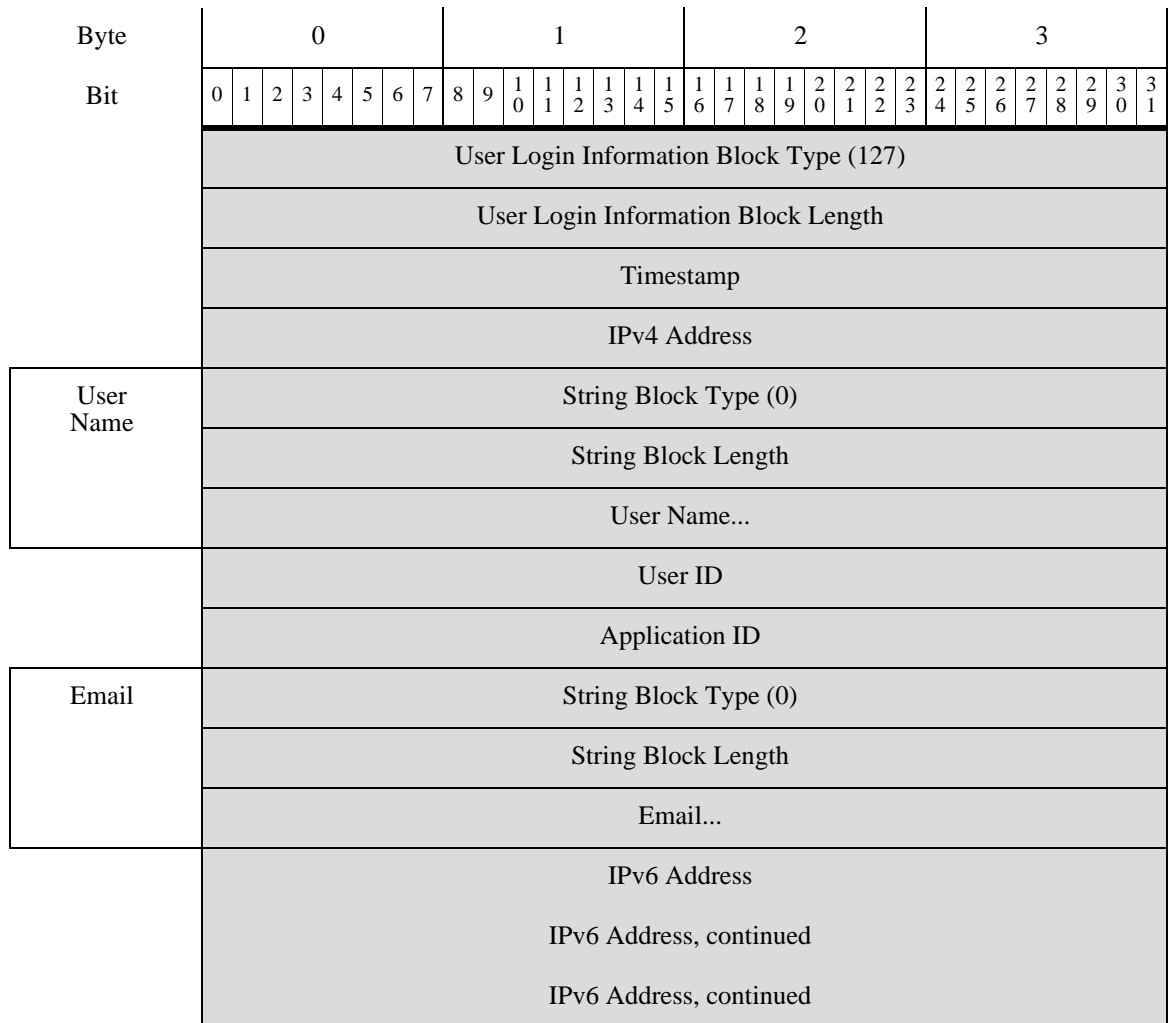 Byte 0 1 2 3
Bit 0 1 2 3 4 5 6 7 8 9 10 11 12 13 14 15 16 17 18 19 20 21 22 23 24 25 26 27 28 29 30 31
User Login Information Block Type (127)
User Login Information Block Length
Timestamp
IPv4 Address
User
Name
String Block Type (0)
String Block Length
User Name...
User ID
Application ID
Email
String Block Type (0)
String Block Length
Email...
IPv6 Address
IPv6 Address, continued
IPv6 Address, continued